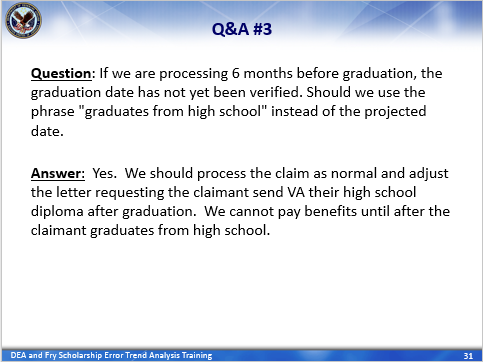 Q&A #3
Question: If we are processing 6 months before graduation, the
graduation date has not yet been verified. Should we use the
phrase "graduates from high school" instead of the projected
date.
Answer:  Yes.  We should process the claim as normal and adjust
the letter requesting the claimant send VA their high school
diploma after graduation.  We cannot pay benefits until after the
claimant graduates from high school.
DEA and Fry Scholarship Error Trend Analysis Training
31